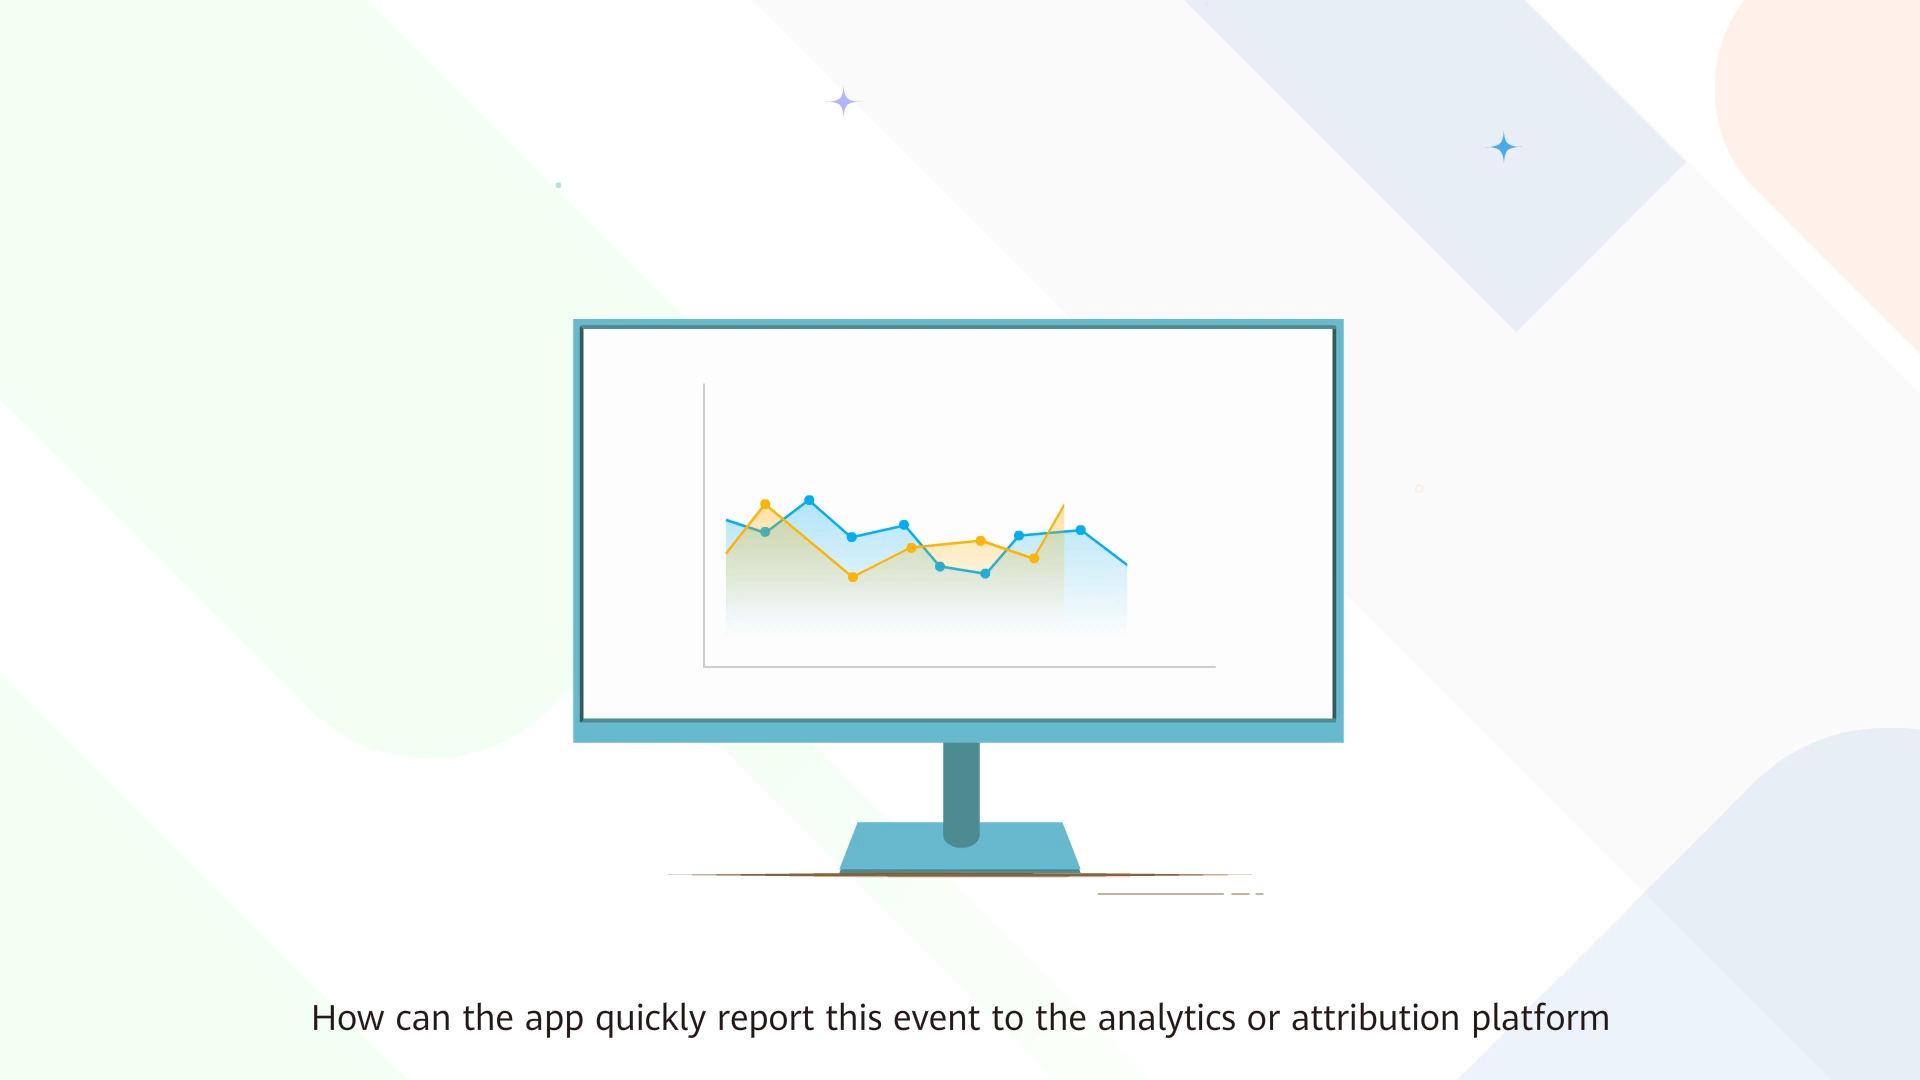 How can the app quickly report this event to the analytics or attribution platform